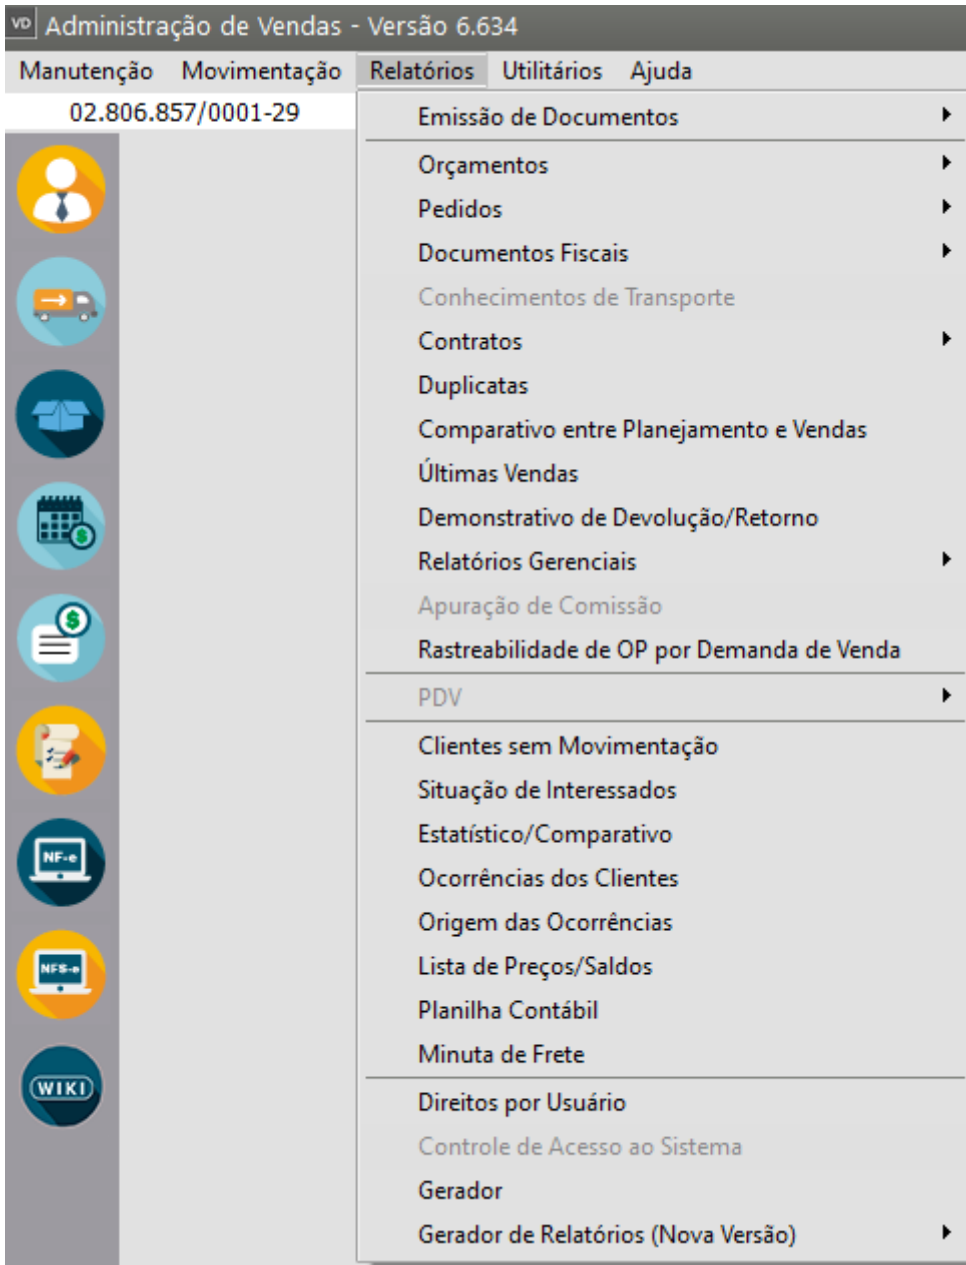 VD Administração de Vendas - Versão 6.634
Manutenção Movimentação Relatórios Utilitários Ajuda
02.806.857/0001-29
Emissão de Documentos
Orçamentos
Pedidos
Documentos Fiscais
Conhecimentos de Transporte
Contratos
Duplicatas
Comparativo entre Planejamento e Vendas
Últimas Vendas
Demonstrativo de Devolução/Retorno
Relatórios Gerenciais
Apuração de Comissão
Rastreabilidade de OP por Demanda de Venda
PDV
Clientes sem Movimentação
Situação de Interessados
Estatístico/Comparativo
Ocorrências dos Clientes
Origem das Ocorrências
Lista de Preços/Saldos
Planilha Contábil
Minuta de Frete
Direitos por Usuário
Controle de Acesso ao Sistema
Gerador
Gerador de Relatórios (Nova Versão)
$
$
NF-e
NFS-e
WIKI